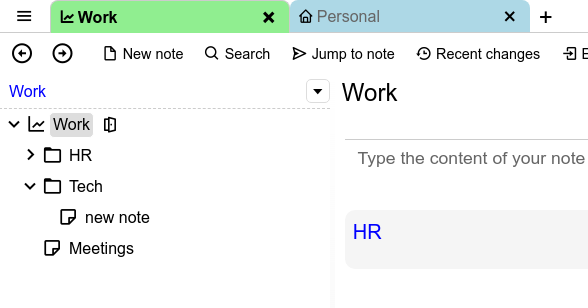 Work
Personal
New note Search Jump to note Recent changes
Work
Work
HR
Tech
new note
Meetings
Work
Type the content of your note
HR